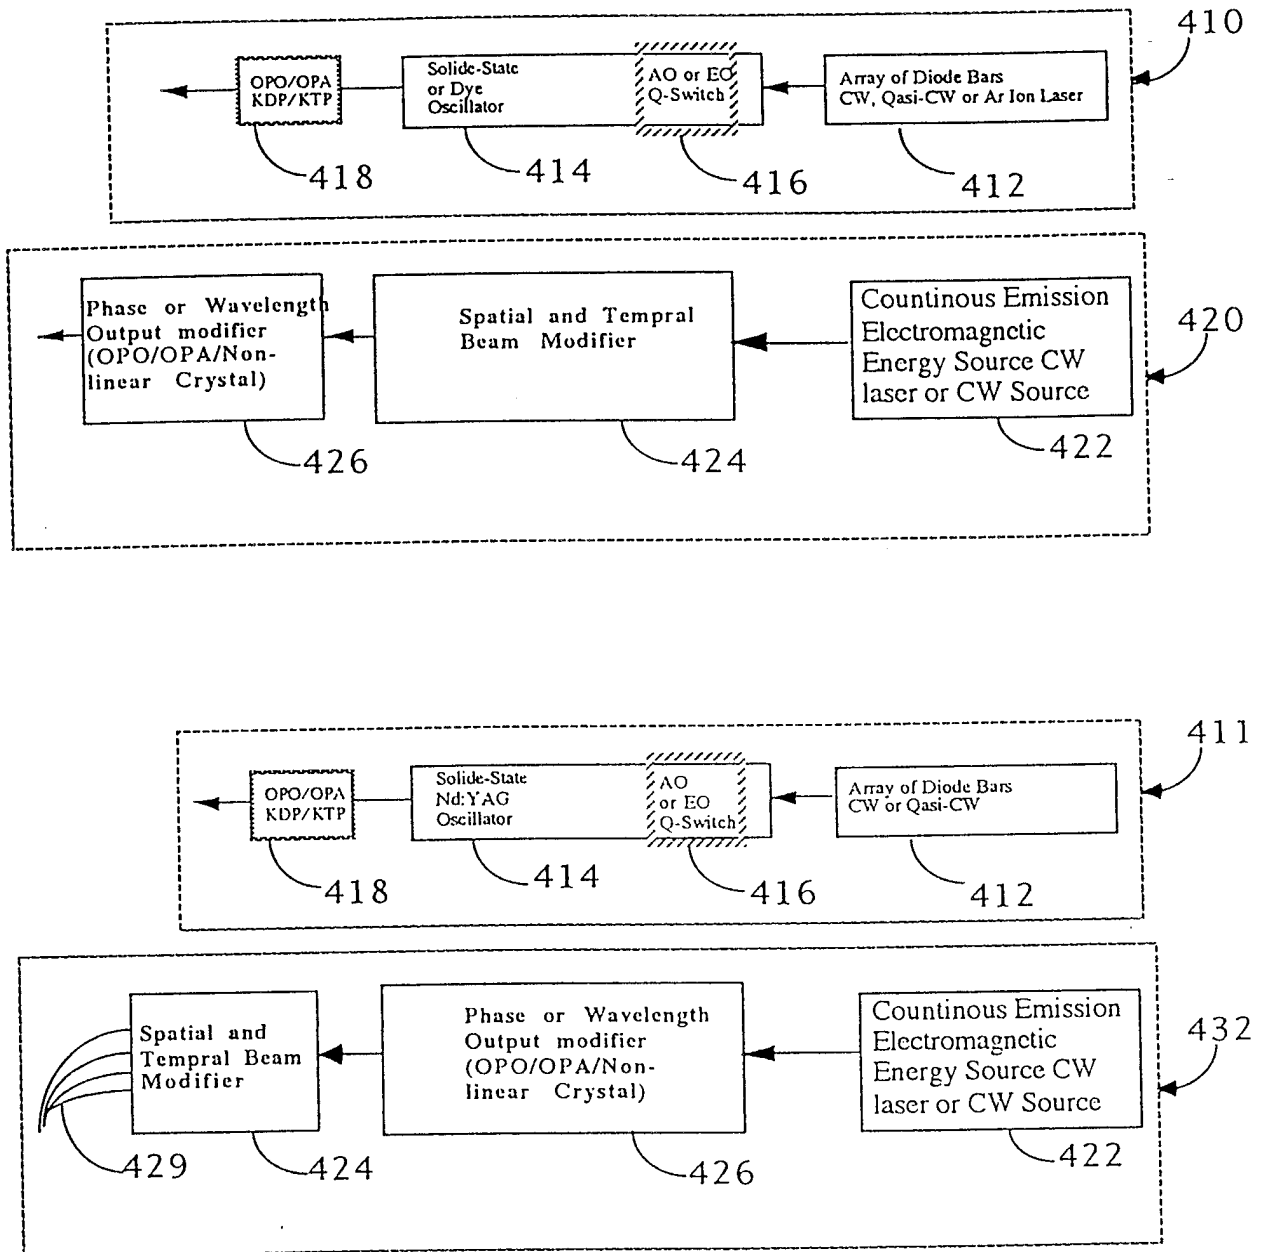 410
OPO/OPA
KDP/KTP
Solide-State
or Dye
Oscillator
AO or EO
Q-Switch
Array of Diode Bars
CW, Qasi-CW or Ar Ion Laser
418
414
416
412
Phase or Wavelength
Output modifier
(OPO/OPA/Non-
linear Crystal)
Spatial and Tempral
Beam Modifier
Countinous Emission
Electromagnetic
Energy Source CW
laser or CW Source
420
426
424
422
411
OPO/OPA
KDP/KTP
Solide-State
Nd:YAG
Oscillator
AO
or EO
Q-Switch
Array of Diode Bars
CW or Qasi-CW
418
414
416
412
Spatial and
Tempral Beam
Modifier
Phase or Wavelength
Output modifier
(OPO/OPA/Non-
linear Crystal)
Countinous Emission
Electromagnetic
Energy Source CW
laser or CW Source
432
429
424
426
422